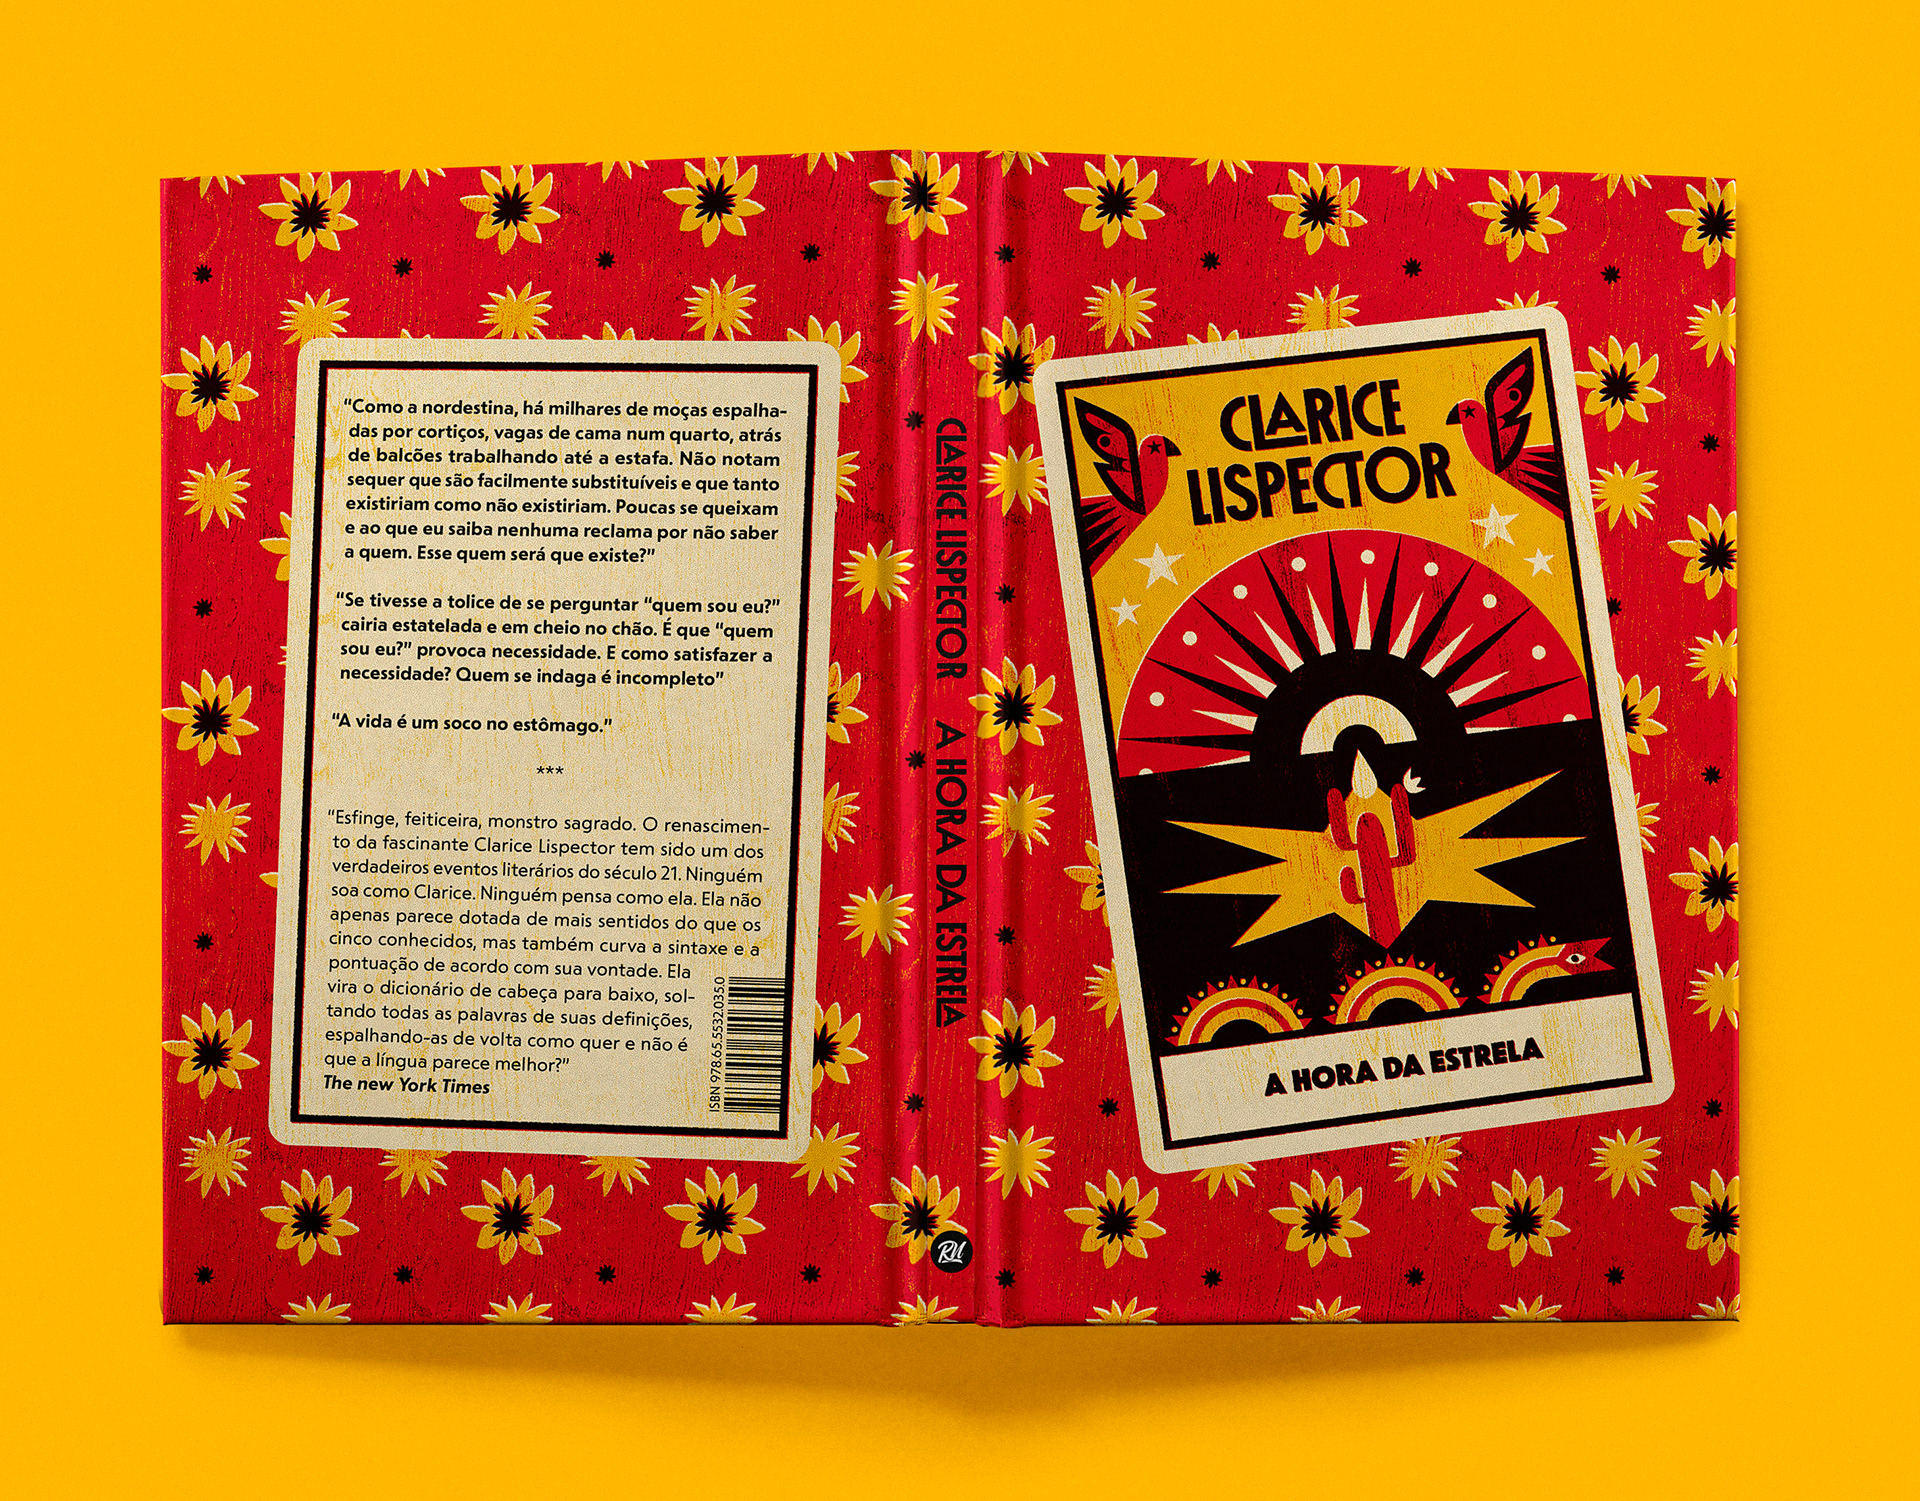 “Como a nordestina, há milhares de moças espalha-
das por cortiços, vagas de cama num quarto, atrás
de balcões trabalhando até a estafa. Não notam
sequer que são facilmente substituíveis e que tanto
existiriam como não existiriam. Poucas se queixam
e ao que eu saiba nenhuma reclama por não saber
a quem. Esse quem será que existe?”
“Se tivesse a tolice de se perguntar “quem sou eu?”
cairia estatelada e em cheio no chão. É que “quem
sou eu?” provoca necessidade. E como satisfazer a
necessidade? Quem se indaga é incompleto”
“A vida é um soco no estômago.”
***
“Esfinge, feiticeira, monstro sagrado. O renascimen-
to da fascinante Clarice Lispector tem sido um dos
verdadeiros eventos literários do século 21. Ninguém
soa como Clarice. Ninguém pensa como ela. Ela não
apenas parece dotada de mais sentidos do que os
cinco conhecidos, mas também curva a sintaxe e a
pontuação de acordo com sua vontade. Ela
vira o dicionário de cabeça para baixo, sol-
tando todas as palavras de suas definições,
espalhando-as de volta como quer e não é
que a língua parece melhor?”
The new York Times
ISBN 978.65.5532.035.0
CLARICE LISPECTOR A HORA DA ESTRELA
RN
CLARICE
LISPECTOR
A HORA DA ESTRELA